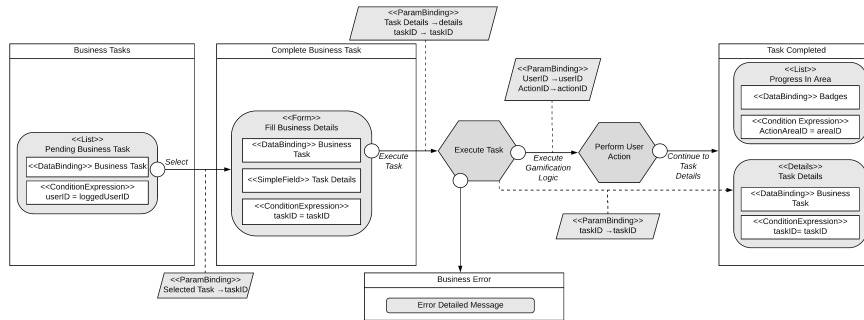 <<ParamBinding>>
Task Details →details
taskID → taskID
Business Tasks
Complete Business Task
Task Completed
<<List>>
Pending Business Task
<<DataBinding>> Business Task
<<ConditionExpression>>
userID = loggedUserID
Select
<<ParamBinding>>
Selected Task →taskID
<<Form>>
Fill Business Details
<<DataBinding>> Business
Task
<<SimpleField>> Task Details
<<ConditionExpression>>
taskID = taskID
Execute
Task
Execute Task
<<ParamBinding>>
UserID →userID
ActionID→actionID
Execute
Gamification
Logic
Perform User
Action
Continue to
Task
Details
<<ParamBinding>>
taskID →taskID
<<List>>
Progress In Area
<<DataBinding>> Badges
<<Condition Expression>>
ActionAreaID = areaID
<<Details>>
Task Details
<<DataBinding>> Business
Task
<<ConditionExpression>>
taskID= taskID
Business Error
Error Detailed Message